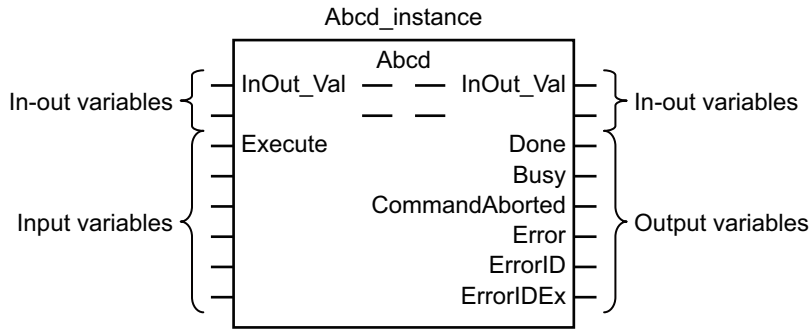 Abcd_instance
Abcd
InOut_Val InOut_Val
In-out variables In-out variables
Execute Done
Busy
CommandAborted
Input variables Output variables
Error
ErrorID
ErrorIDEx